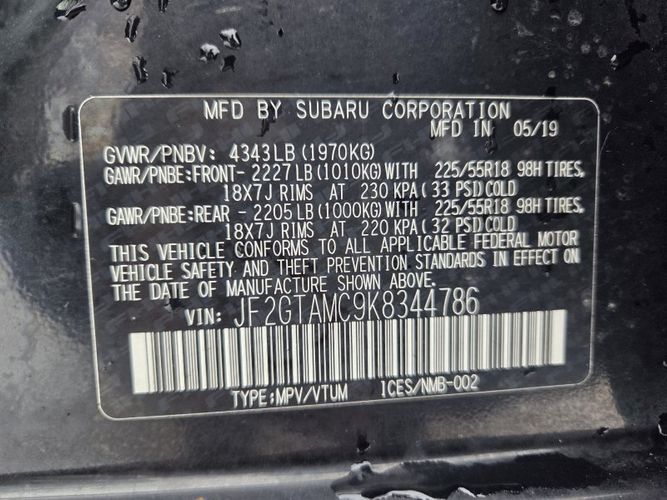 MFD BY SUBARU CORPORATION
MFD IN 05/19
GVWR/PNBV: 4343LB(1970KG)
GAWR/PNBE:FRONT-2227LB(1010KG)WITH 225/55R18 98H TIRES,
18X7J RIMS AT 230 KPA(33 PSI)COLD
GAWR/PNBE:REAR -2205LB(1000KG)WITH 225/55R18 98H TIRES,
18X7J RIMS AT 220 KPA(32 PSI)COLD
THIS VEHICLE CONFORMS TO ALL APPLICABLE FEDERAL MOTOR
VEHICLE SAFETY AND THEFT PREVENTION STANDARDS IN EFFECT ON
THE DATE OF MANUFACTURE SHOWN ABOVE.
VIN: JF2GTAMC9K8344786
TYPE:MPV/VTUM ICES/NMB-002